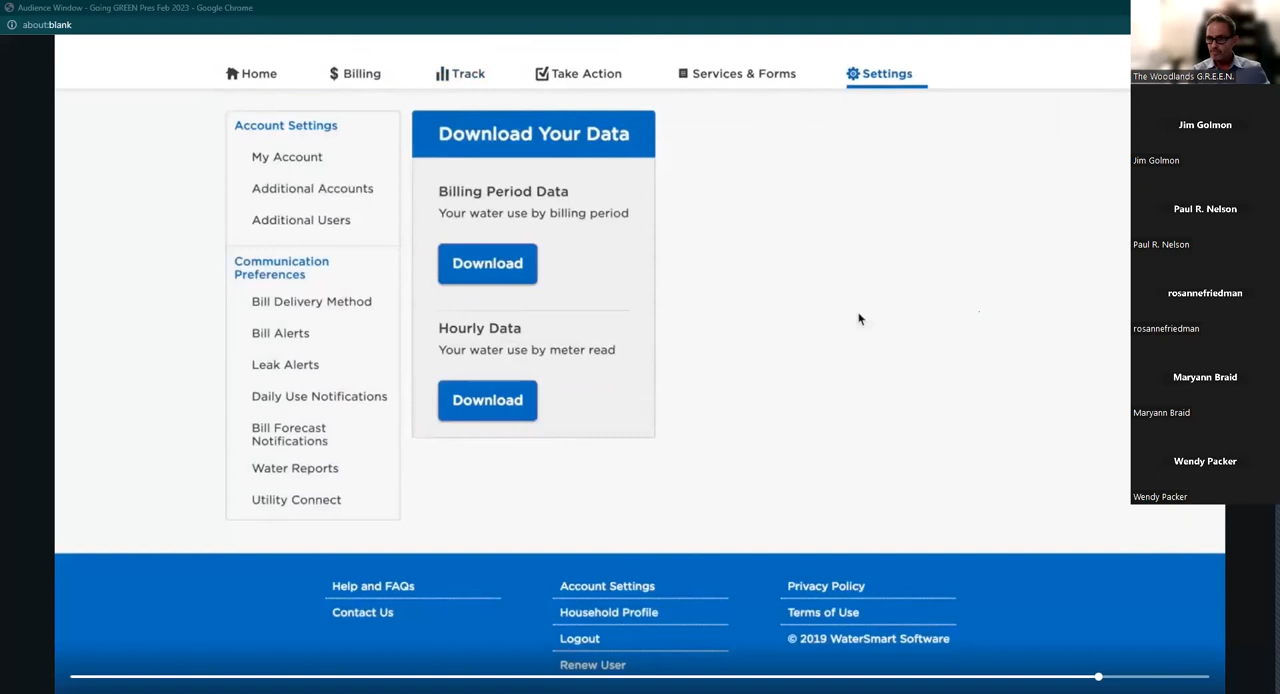 Audience Window - Going GREEN Pres Feb 2023 - Google Chrome
about:blank
Home
Billing
Track
Take Action
Services & Forms
Settings
Account Settings
My Account
Additional Accounts
Additional Users
Communication
Preferences
Bill Delivery Method
Bill Alerts
Leak Alerts
Daily Use Notifications
Bill Forecast
Notifications
Water Reports
Utility Connect
Download Your Data
Billing Period Data
Your water use by billing period
Download
Hourly Data
Your water use by meter read
Download
Help and FAQs
Contact Us
Account Settings
Household Profile
Logout
Renew User
Privacy Policy
Terms of Use
© 2019 WaterSmart Software
The Woodlands G.R.E.E.N.
Jim Golmon
Jim Golmon
Paul R. Nelson
Paul R. Nelson
rosannefriedman
rosannefriedman
Maryann Braid
Maryann Braid
Wendy Packer
Wendy Packer